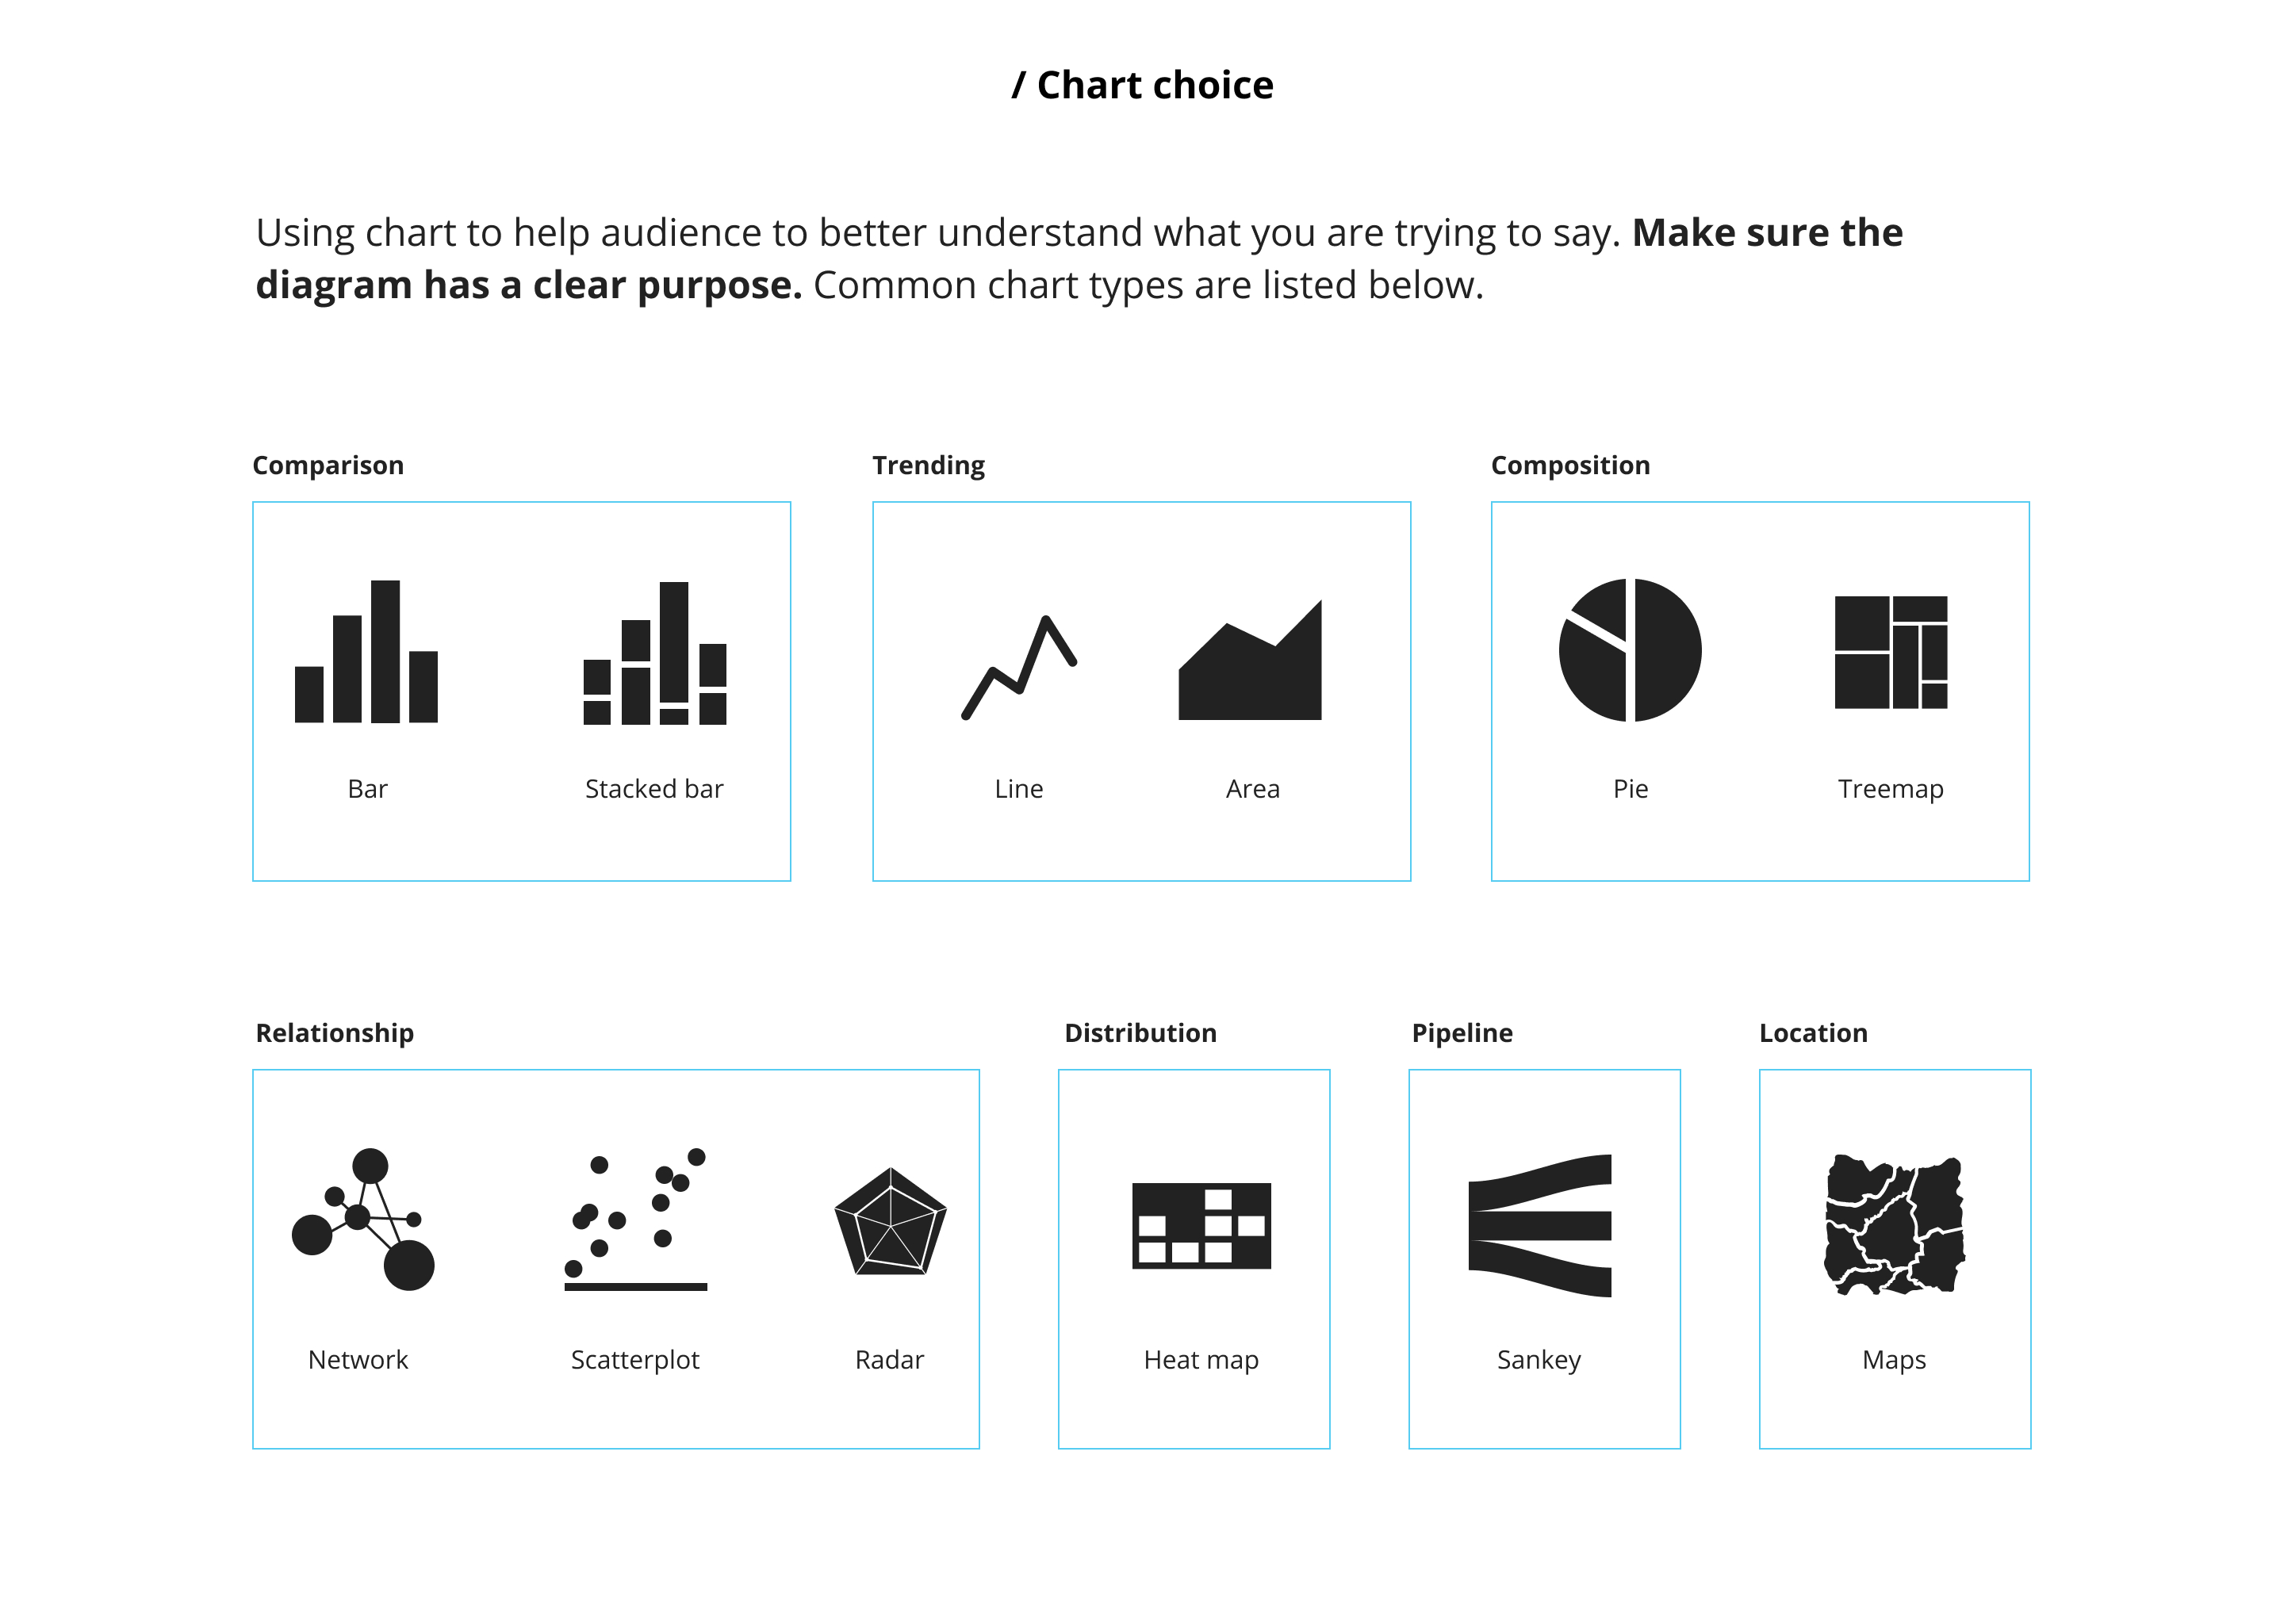 / Chart choice
Using chart to help audience to better understand what you are trying to say. Make sure the
diagram has a clear purpose. Common chart types are listed below.
Comparison
Trending
Composition
Bar
Stacked bar
Line
Area
Pie
Treemap
Relationship
Distribution
Pipeline
Location
Network
Scatterplot
Radar
Heat map
Sankey
Maps